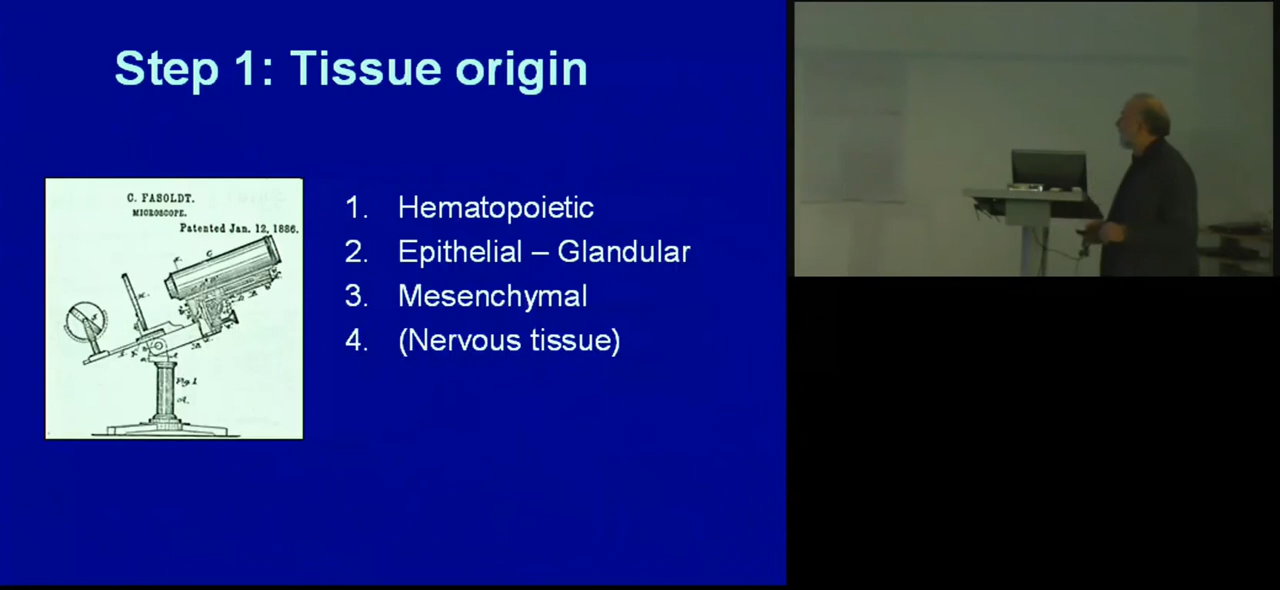 Step 1: Tissue origin
C. FASOLDT.
MICROSCOPE.
Patented Jan. 12, 1886.
1. Hematopoietic
2. Epithelial – Glandular
3. Mesenchymal
4. (Nervous tissue)
Fig 1